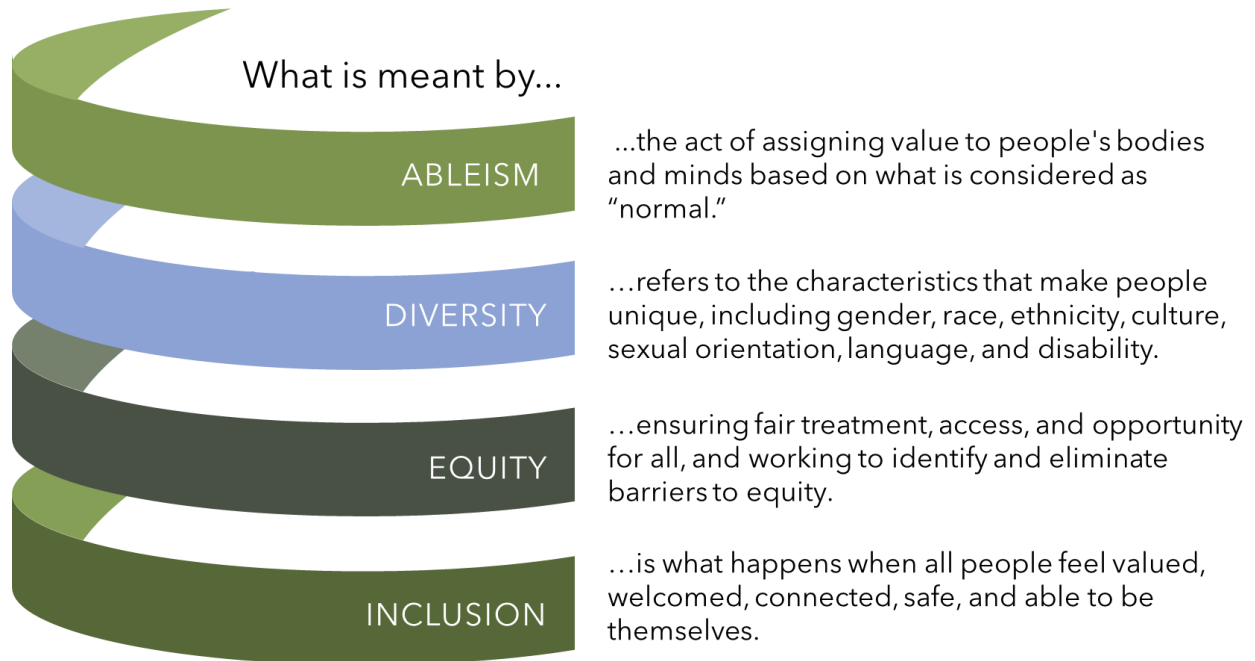 What is meant by...
ABLEISM
...the act of assigning value to people's bodies
and minds based on what is considered as
“normal.”
DIVERSITY
…refers to the characteristics that make people
unique, including gender, race, ethnicity, culture,
sexual orientation, language, and disability.
EQUITY
…ensuring fair treatment, access, and opportunity
for all, and working to identify and eliminate
barriers to equity.
INCLUSION
…is what happens when all people feel valued,
welcomed, connected, safe, and able to be
themselves.